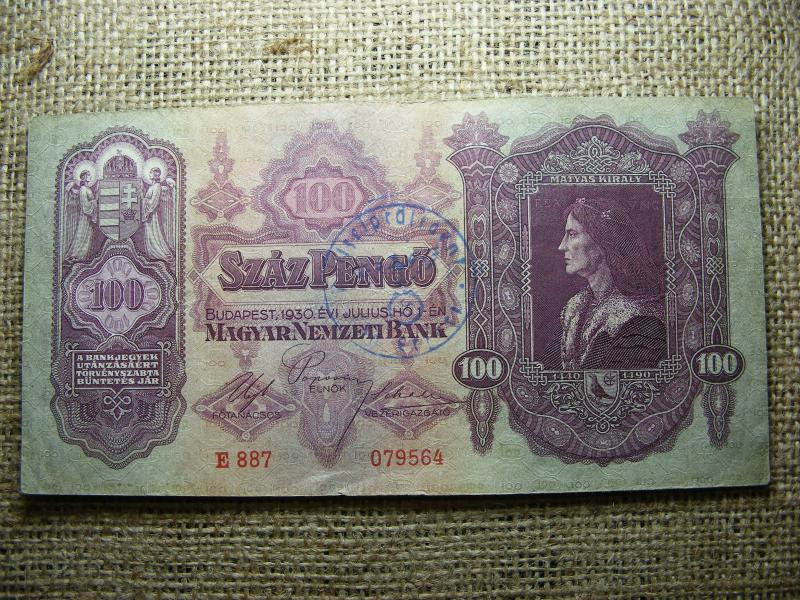 100
SZÁZ PENGŐ
BUDAPEST, 1930. ÉVI JULIUS HÓ 1-ÉN
MAGYAR NEMZETI BANK
100
A BANKJEGYEK
UTÁNZÁSAÉRT
TÖRVÉNYSZABTA
BÜNTETÉS JÁR
FŐTANÁCSOS
ELNÖK
VEZÉRIGAZGATÓ
E 887
079564
MÁTYÁS KIRÁLY
100
100
1440
1490